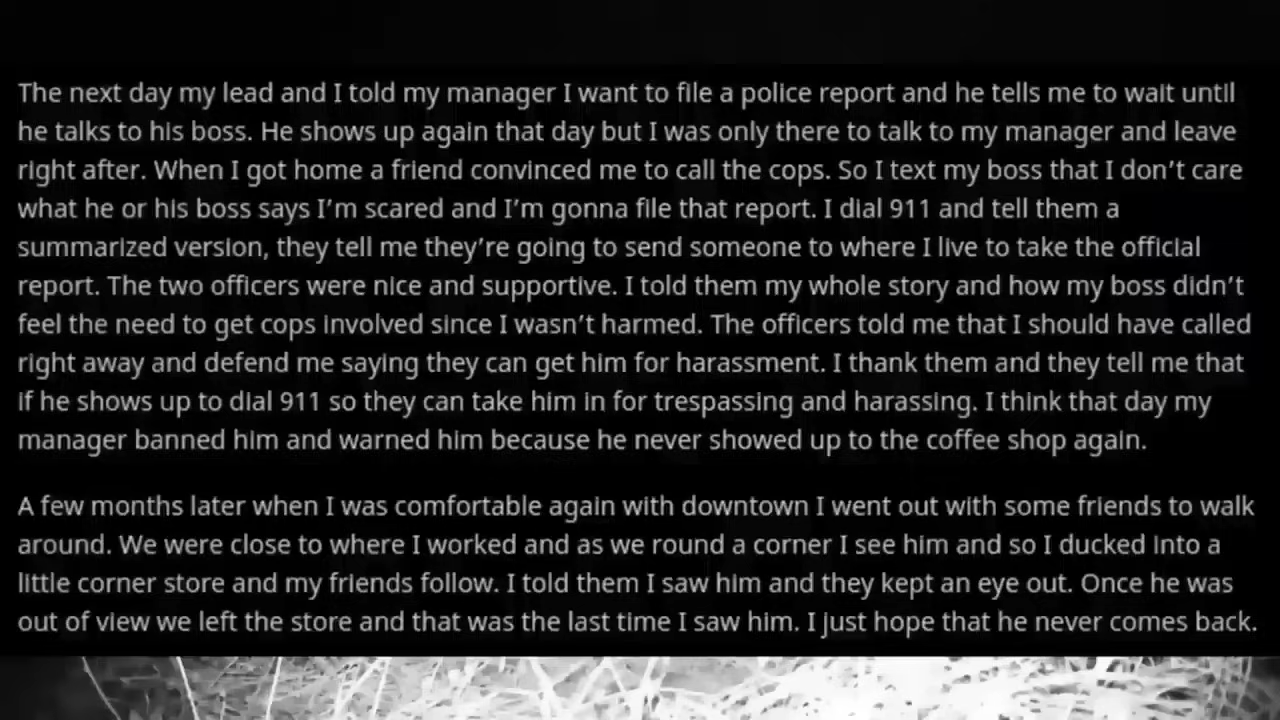 The next day my lead and I told my manager I want to file a police report and he tells me to wait until
he talks to his boss. He shows up again that day but I was only there to talk to my manager and leave
right after. When I got home a friend convinced me to call the cops. So I text my boss that I don’t care
what he or his boss says I’m scared and I’m gonna file that report. I dial 911 and tell them a
summarized version, they tell me they’re going to send someone to where I live to take the official
report. The two officers were nice and supportive. I told them my whole story and how my boss didn’t
feel the need to get cops involved since I wasn’t harmed. The officers told me that I should have called
right away and defend me saying they can get him for harassment. I thank them and they tell me that
if he shows up to dial 911 so they can take him in for trespassing and harassing. I think that day my
manager banned him and warned him because he never showed up to the coffee shop again.
A few months later when I was comfortable again with downtown I went out with some friends to walk
around. We were close to where I worked and as we round a corner I see him and so I ducked into a
little corner store and my friends follow. I told them I saw him and they kept an eye out. Once he was
out of view we left the store and that was the last time I saw him. I just hope that he never comes back.